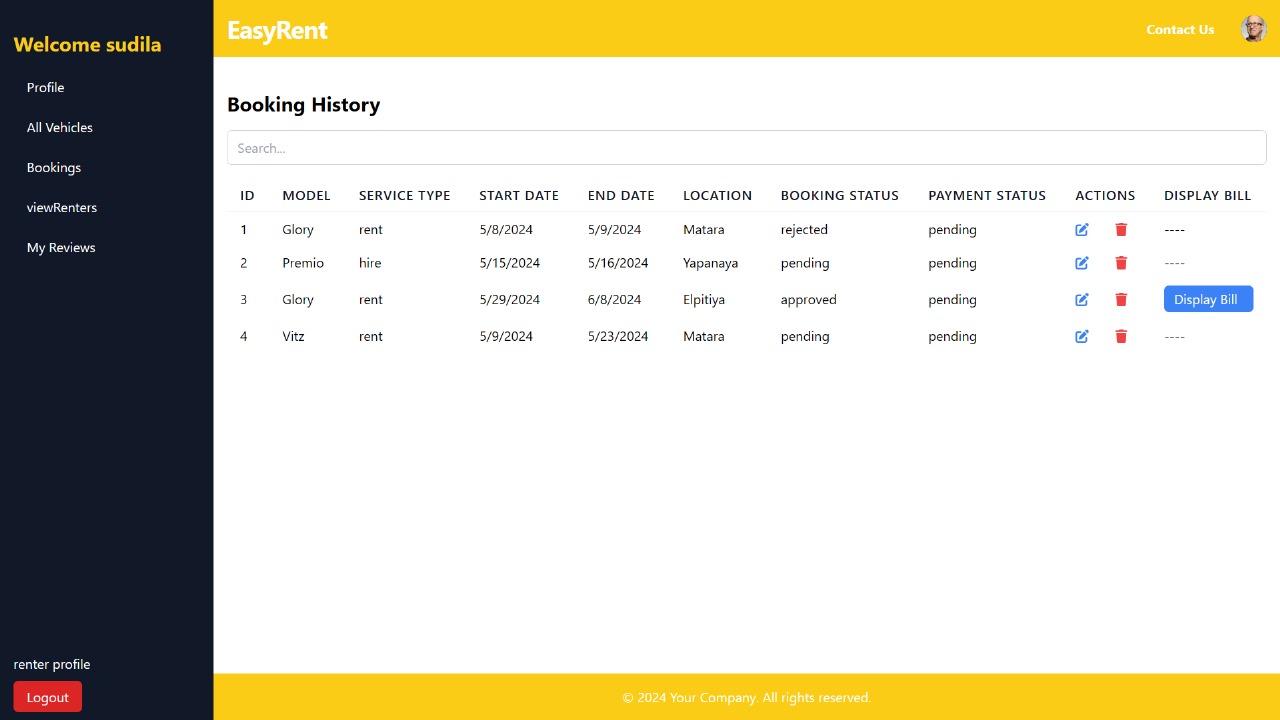 Welcome sudila
Profile
All Vehicles
Bookings
viewRenters
My Reviews
renter profile
Logout
EasyRent
Contact Us
Booking History
Search...
ID MODEL SERVICE TYPE START DATE END DATE LOCATION BOOKING STATUS PAYMENT STATUS ACTIONS DISPLAY BILL
1 Glory rent 5/8/2024 5/9/2024 Matara rejected pending ----
2 Premio hire 5/15/2024 5/16/2024 Yapanaya pending pending ----
3 Glory rent 5/29/2024 6/8/2024 Elpitiya approved pending Display Bill
4 Vitz rent 5/9/2024 5/23/2024 Matara pending pending ----
© 2024 Your Company. All rights reserved.